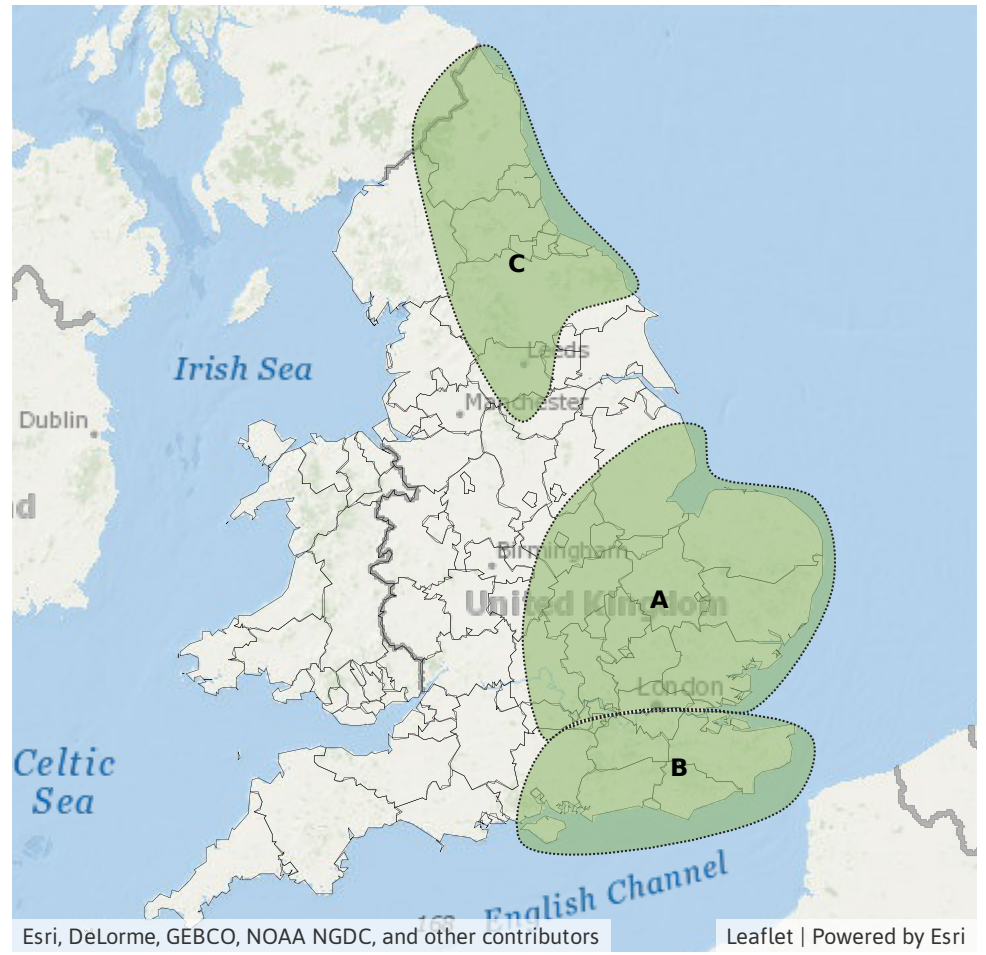 C
Leeds
Irish Sea
Manchester
Dublin
d
Birmingham
A
United Kingdom
London
Celtic
Sea
B
English Channel
168
Esri, DeLorme, GEBCO, NOAA NGDC, and other contributors
Leaflet | Powered by Esri